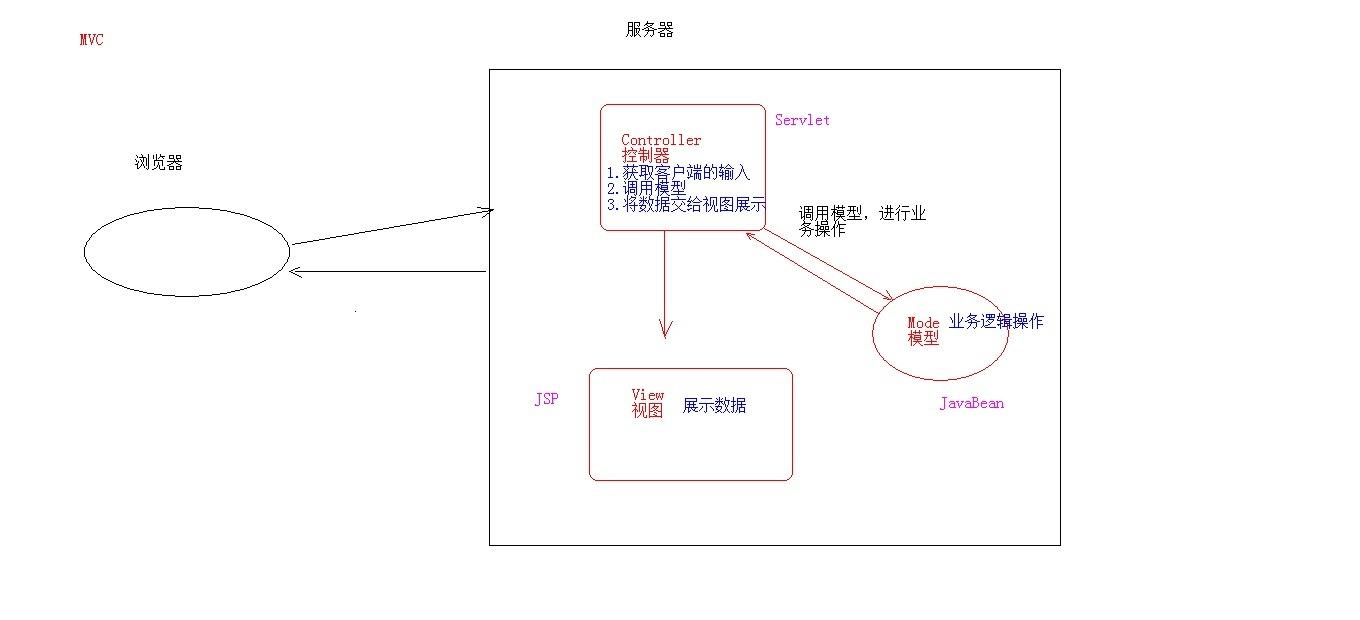 MVC
服务器
浏览器
Servlet
Controller
控制器
1.获取客户端的输入
2.调用模型
3.将数据交给视图展示
调用模型，进行业
务操作
Mode 业务逻辑操作
模型
JavaBean
JSP
View
视图 展示数据